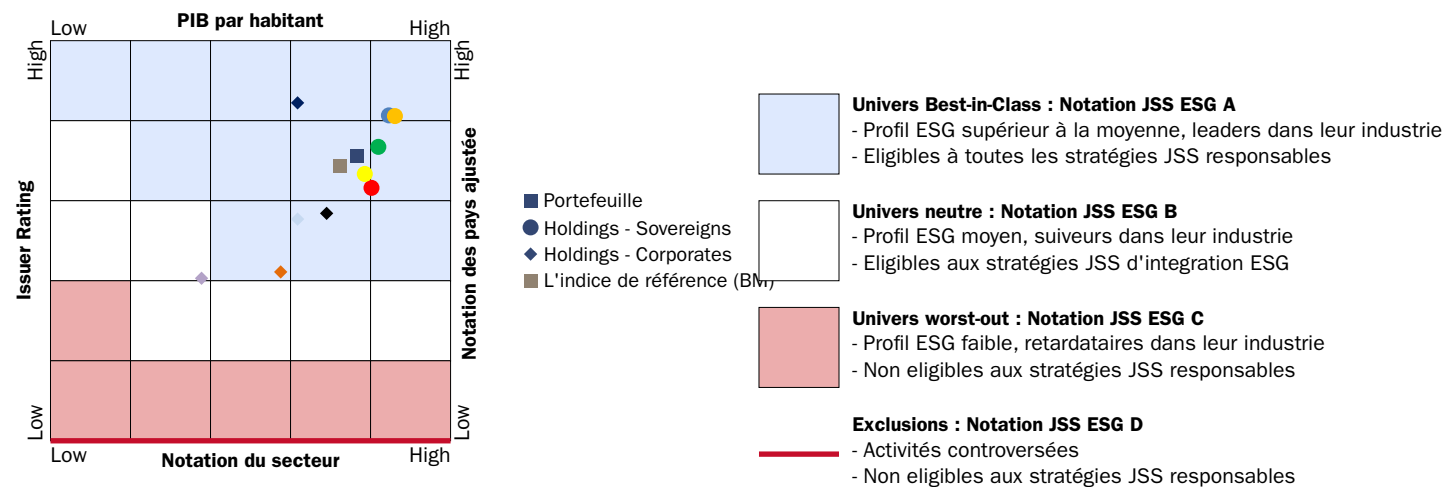 PIB par habitant
Low
High
High
High
Issuer Rating
Notation des pays ajustée
Low
Low
Low
High
Notation du secteur
Portefeuille
Holdings - Sovereigns
Holdings - Corporates
L'indice de référence (BM)
Univers Best-in-Class : Notation JSS ESG A
- Profil ESG supérieur à la moyenne, leaders dans leur industrie
- Eligibles à toutes les stratégies JSS responsables
Univers neutre : Notation JSS ESG B
- Profil ESG moyen, suiveurs dans leur industrie
- Eligibles aux stratégies JSS d'integration ESG
Univers worst-out : Notation JSS ESG C
- Profil ESG faible, retardataires dans leur industrie
- Non eligibles aux stratégies JSS responsables
Exclusions : Notation JSS ESG D
- Activités controversées
- Non eligibles aux stratégies JSS responsables